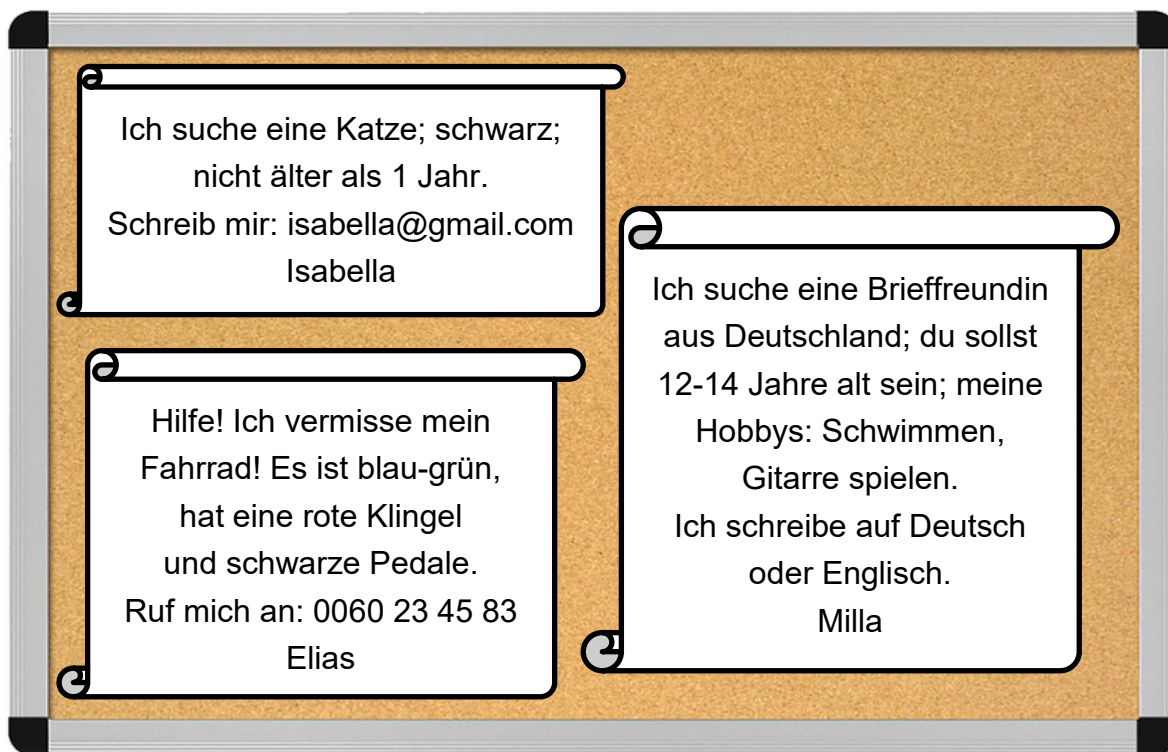 Ich suche eine Katze; schwarz;
nicht älter als 1 Jahr.
Schreib mir: isabella@gmail.com
Isabella
Hilfe! Ich vermisse mein
Fahrrad! Es ist blau-grün,
hat eine rote Klingel
und schwarze Pedale.
Ruf mich an: 0060 23 45 83
Elias
Ich suche eine Brieffreundin
aus Deutschland; du sollst
12-14 Jahre alt sein; meine
Hobbys: Schwimmen,
Gitarre spielen.
Ich schreibe auf Deutsch
oder Englisch.
Milla